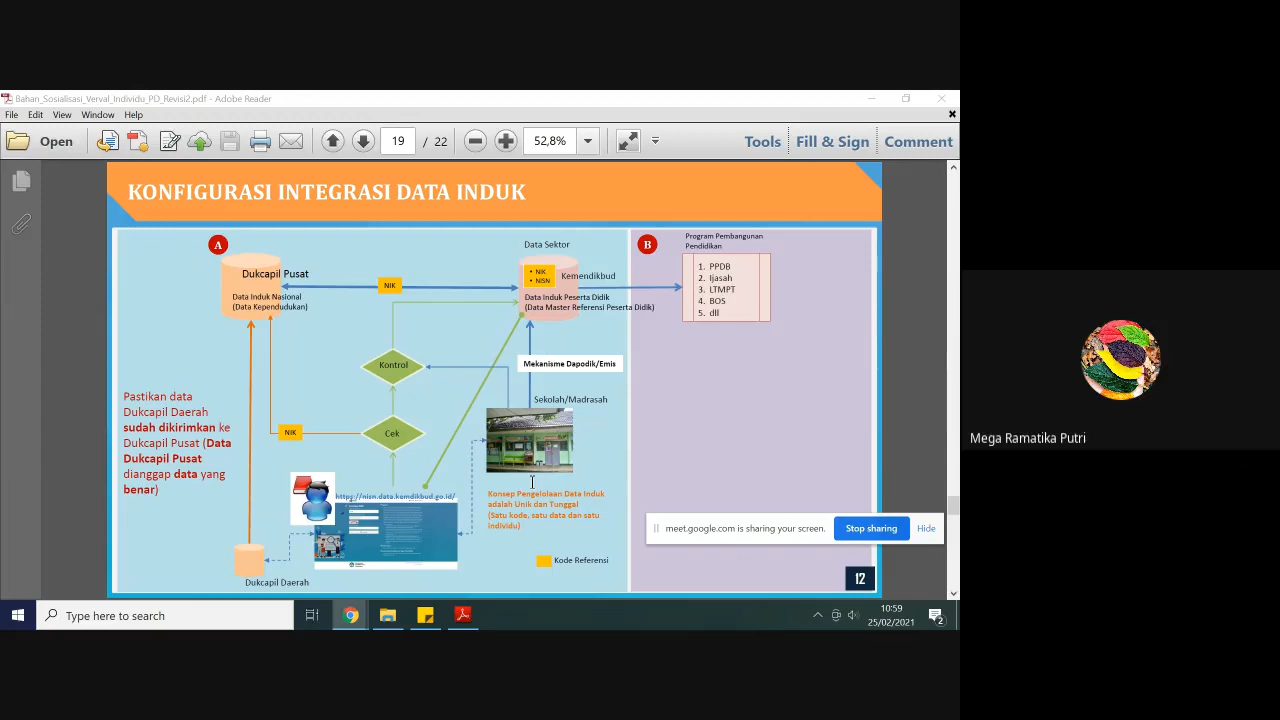 Bahan_Sosialisasi_Verval_Individu_PD_Revisi2.pdf - Adobe Reader
File Edit View Window Help
Open
19 / 22
52,8%
Tools
Fill & Sign
Comment
KONFIGURASI INTEGRASI DATA INDUK
A
Dukcapil Pusat
Data Induk Nasional
(Data Kependudukan)
NIK
Data Sektor
• NIK
• NISN
Kemendikbud
Data Induk Peserta Didik
(Data Master Referensi Peserta Didik)
B
Program Pembangunan
Pendidikan
1. PPDB
2. Ijasah
3. LTMPT
4. BOS
5. dll
Kontrol
Mekanisme Dapodik/Emis
Sekolah/Madrasah
Pastikan data
Dukcapil Daerah
sudah dikirimkan ke
Dukcapil Pusat (Data
Dukcapil Pusat
dianggap data yang
benar)
NIK
Cek
https://nisn.data.kemdikbud.go.id/
Konsep Pengelolaan Data Induk
adalah Unik dan Tunggal
(Satu kode, satu data dan satu
individu)
Kode Referensi
Dukcapil Daerah
12
meet.google.com is sharing your screen.
Stop sharing
Hide
Mega Ramatika Putri
Type here to search
10:59
25/02/2021
2